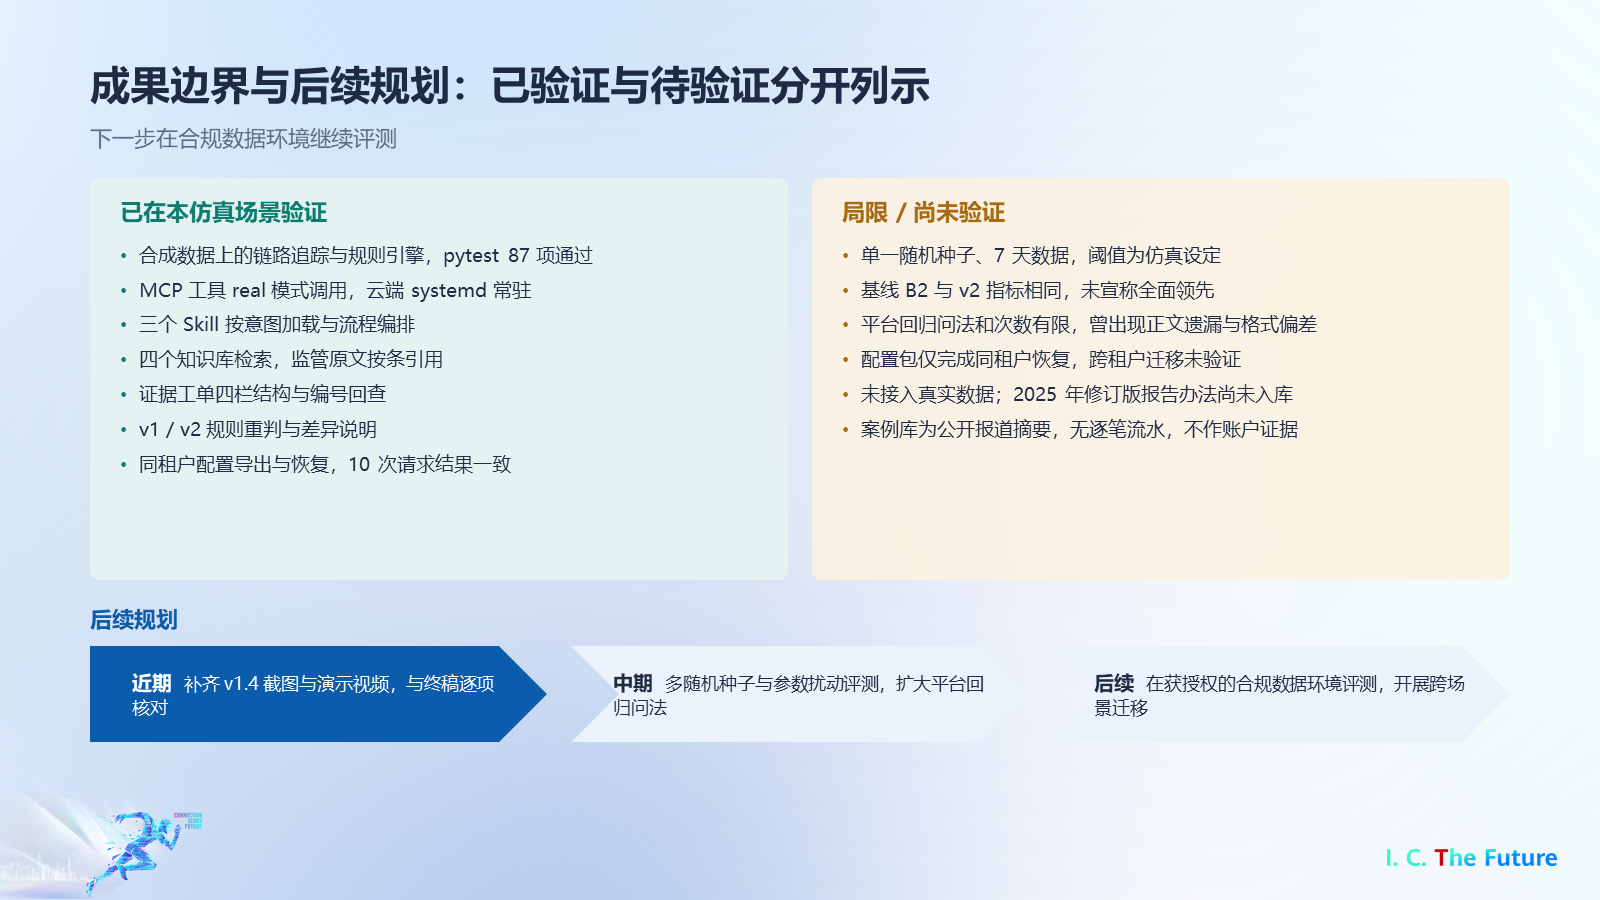 成果边界与后续规划：已验证与待验证分开列示
下一步在合规数据环境继续评测
已在本仿真场景验证
• 合成数据上的链路追踪与规则引擎，pytest 87 项通过
• MCP 工具 real 模式调用，云端 systemd 常驻
• 三个 Skill 按意图加载与流程编排
• 四个知识库检索，监管原文按条引用
• 证据工单四栏结构与编号回查
• v1 / v2 规则重判与差异说明
• 同租户配置导出与恢复，10 次请求结果一致
局限 / 尚未验证
• 单一随机种子、7 天数据，阈值为仿真设定
• 基线 B2 与 v2 指标相同，未宣称全面领先
• 平台回归问法和次数有限，曾出现正文遗漏与格式偏差
• 配置包仅完成同租户恢复，跨租户迁移未验证
• 未接入真实数据；2025 年修订版报告办法尚未入库
• 案例库为公开报道摘要，无逐笔流水，不作账户证据
后续规划
近期 补齐 v1.4 截图与演示视频，与终稿逐项
核对
中期 多随机种子与参数扰动评测，扩大平台回
归问法
后续 在获授权的合规数据环境评测，开展跨场
景迁移
CONNECTION
GLORY
FUTURE
I. C. The Future